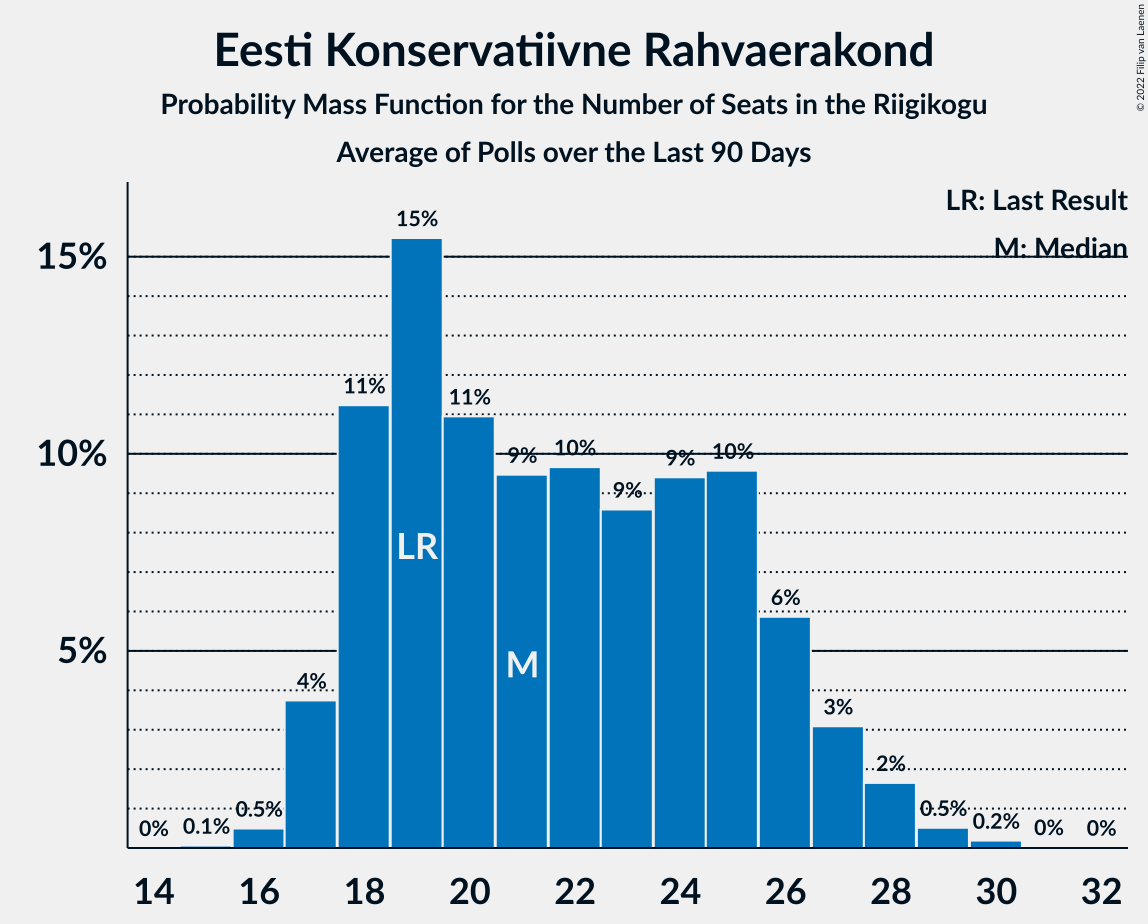 Eesti Konservatiivne Rahvaerakond
Probability Mass Function for the Number of Seats in the Riigikogu
Average of Polls over the Last 90 Days
© 2022 Filip van Laenen
LR: Last Result
M: Median
15%
10%
5%
0%
0.1%
0.5%
4%
11%
15%
11%
9%
10%
9%
9%
10%
6%
3%
2%
0.5%
0.2%
0%
0%
LR
M
14 16 18 20 22 24 26 28 30 32